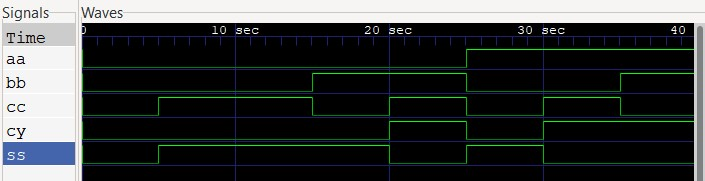 Signals
Waves
Time
0 10 sec 20 sec 30 sec 40
aa
bb
cc
cy
ss